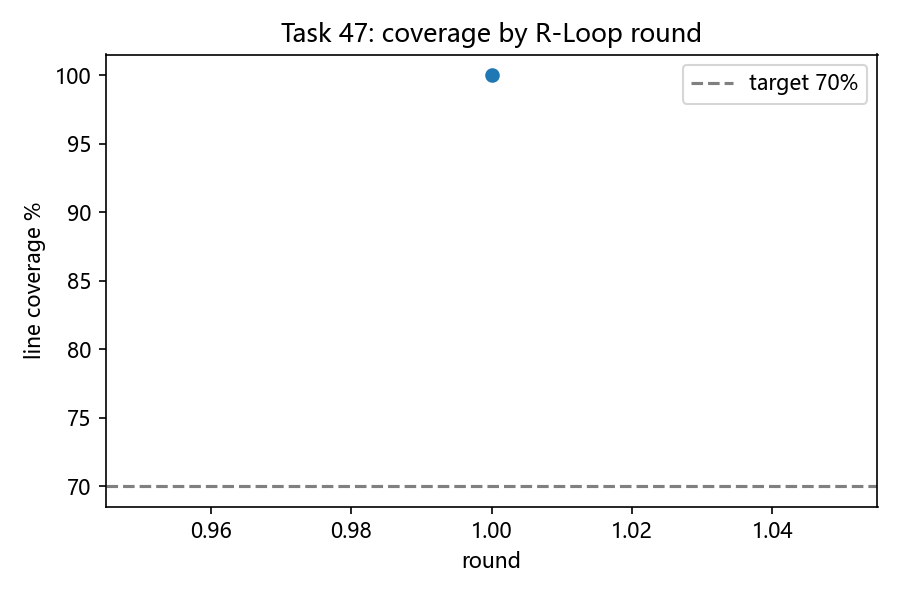 Task 47: coverage by R-Loop round
target 70%
line coverage %
100
95
90
85
80
75
70
0.96 0.98 1.00 1.02 1.04
round